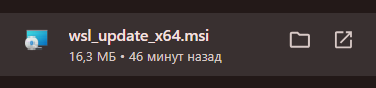 wsl_update_x64.msi
16,3 МБ • 46 минут назад